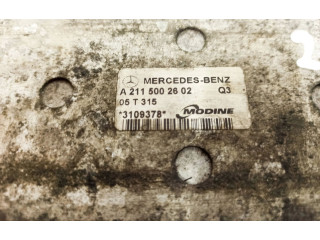 MERCEDES-BENZ
A 211 500 26 02 Q3
05 T 315
*3109378* MODINE